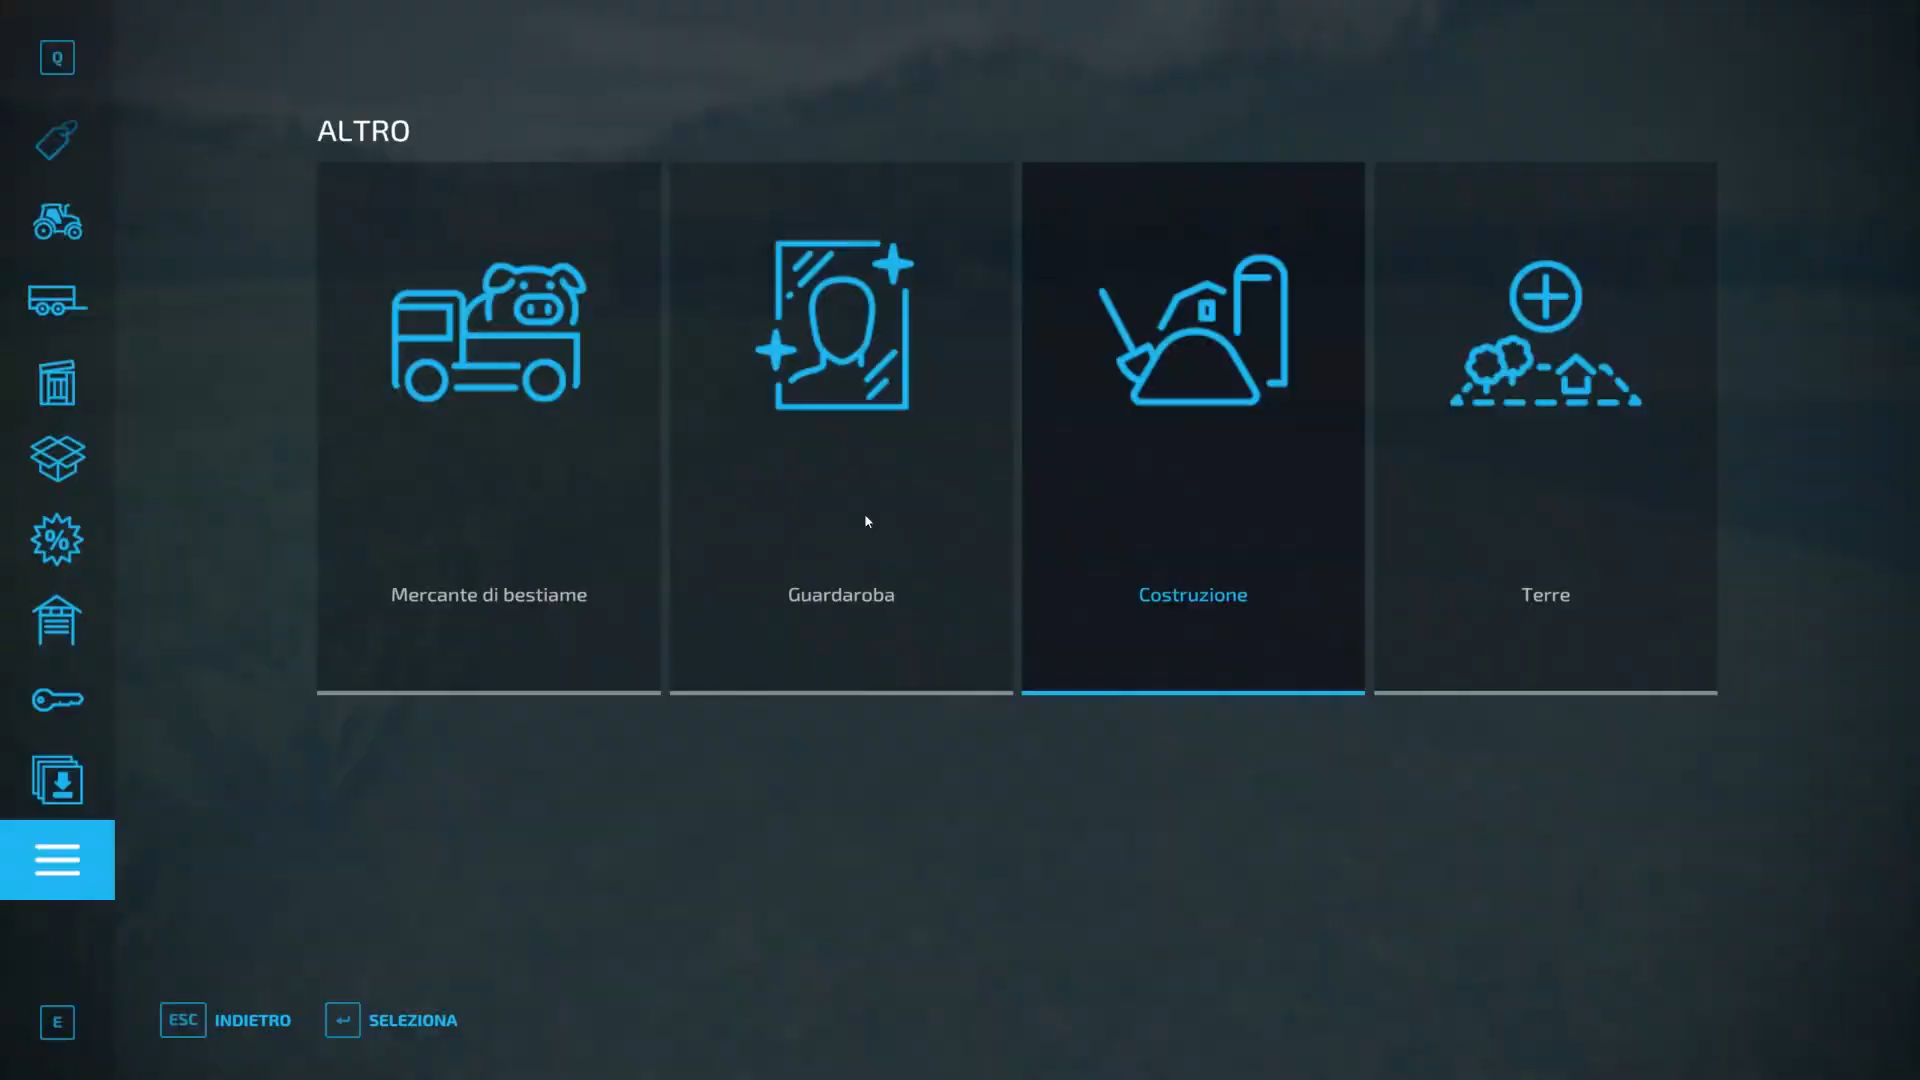 Q
ALTRO
%
Mercante di bestiame
Guardaroba
Costruzione
Terre
E
ESC INDIETRO
SELEZIONA